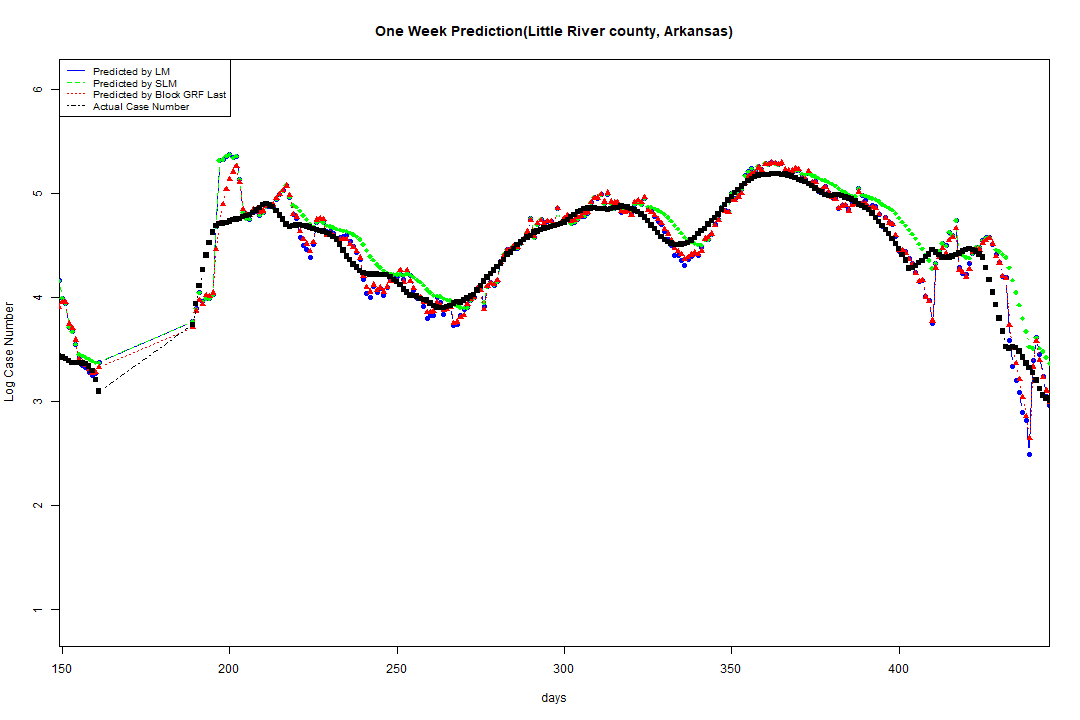 One Week Prediction(Little River county, Arkansas)
Predicted by LM
Predicted by SLM
Predicted by Block GRF Last
Actual Case Number
6
5
4
3
2
1
Log Case Number
150 200 250 300 350 400
days